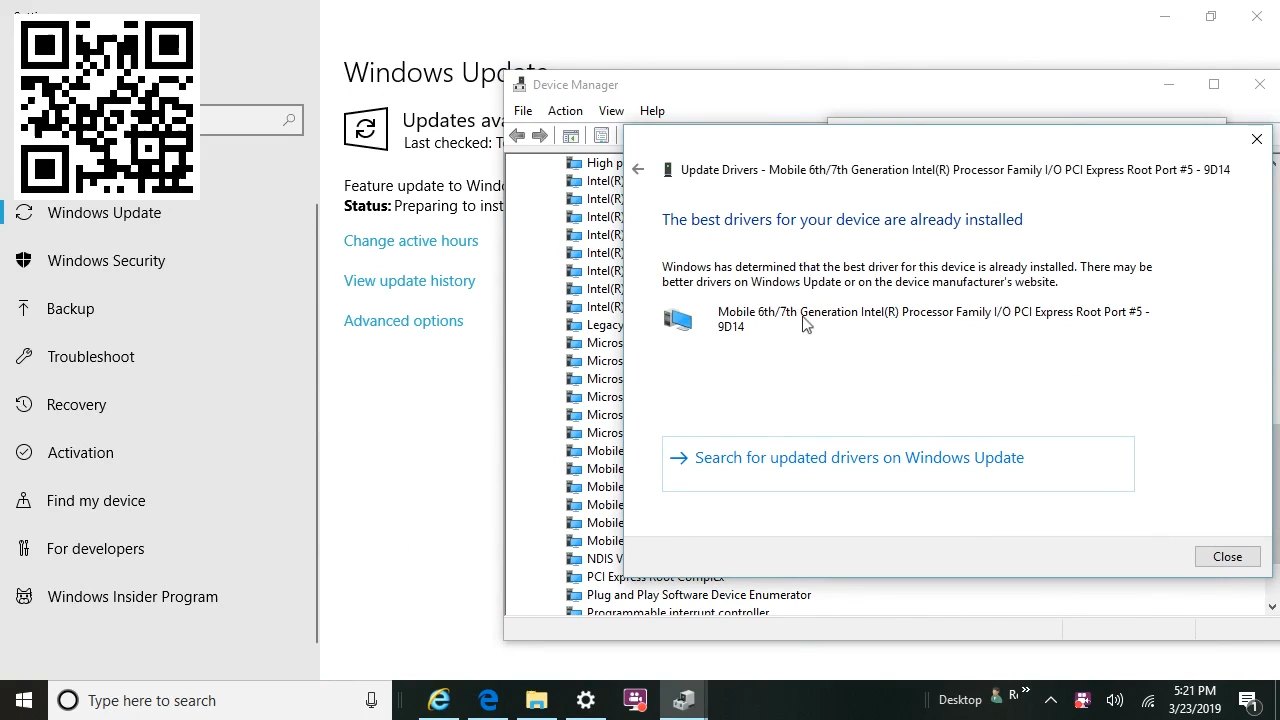 Windows Update
Updates ava
Last checked: T
Feature update to Wind
Status: Preparing to inst
Change active hours
View update history
Advanced options
Windows Update
Windows Security
Backup
Troubleshoot
Recovery
Activation
Find my device
For developers
Windows Insider Program
Device Manager
File Action View Help
High p
Intel(R)
Intel(R)
Intel(R)
Intel(R)
Intel(R)
Intel(R)
Intel(R)
Intel(R)
Legacy
Micros
Micros
Micros
Micros
Micros
Micros
Mobile
Mobile
Mobile
Mobile
Mobile
Mobile
NDIS V
PCI Express Root Complex
Plug and Play Software Device Enumerator
Programmable interrupt controller
Update Drivers - Mobile 6th/7th Generation Intel(R) Processor Family I/O PCI Express Root Port #5 - 9D14
The best drivers for your device are already installed
Windows has determined that the best driver for this device is already installed. There may be
better drivers on Windows Update or on the device manufacturer's website.
Mobile 6th/7th Generation Intel(R) Processor Family I/O PCI Express Root Port #5 -
9D14
Search for updated drivers on Windows Update
Close
Type here to search
Desktop
5:21 PM
3/23/2019
1